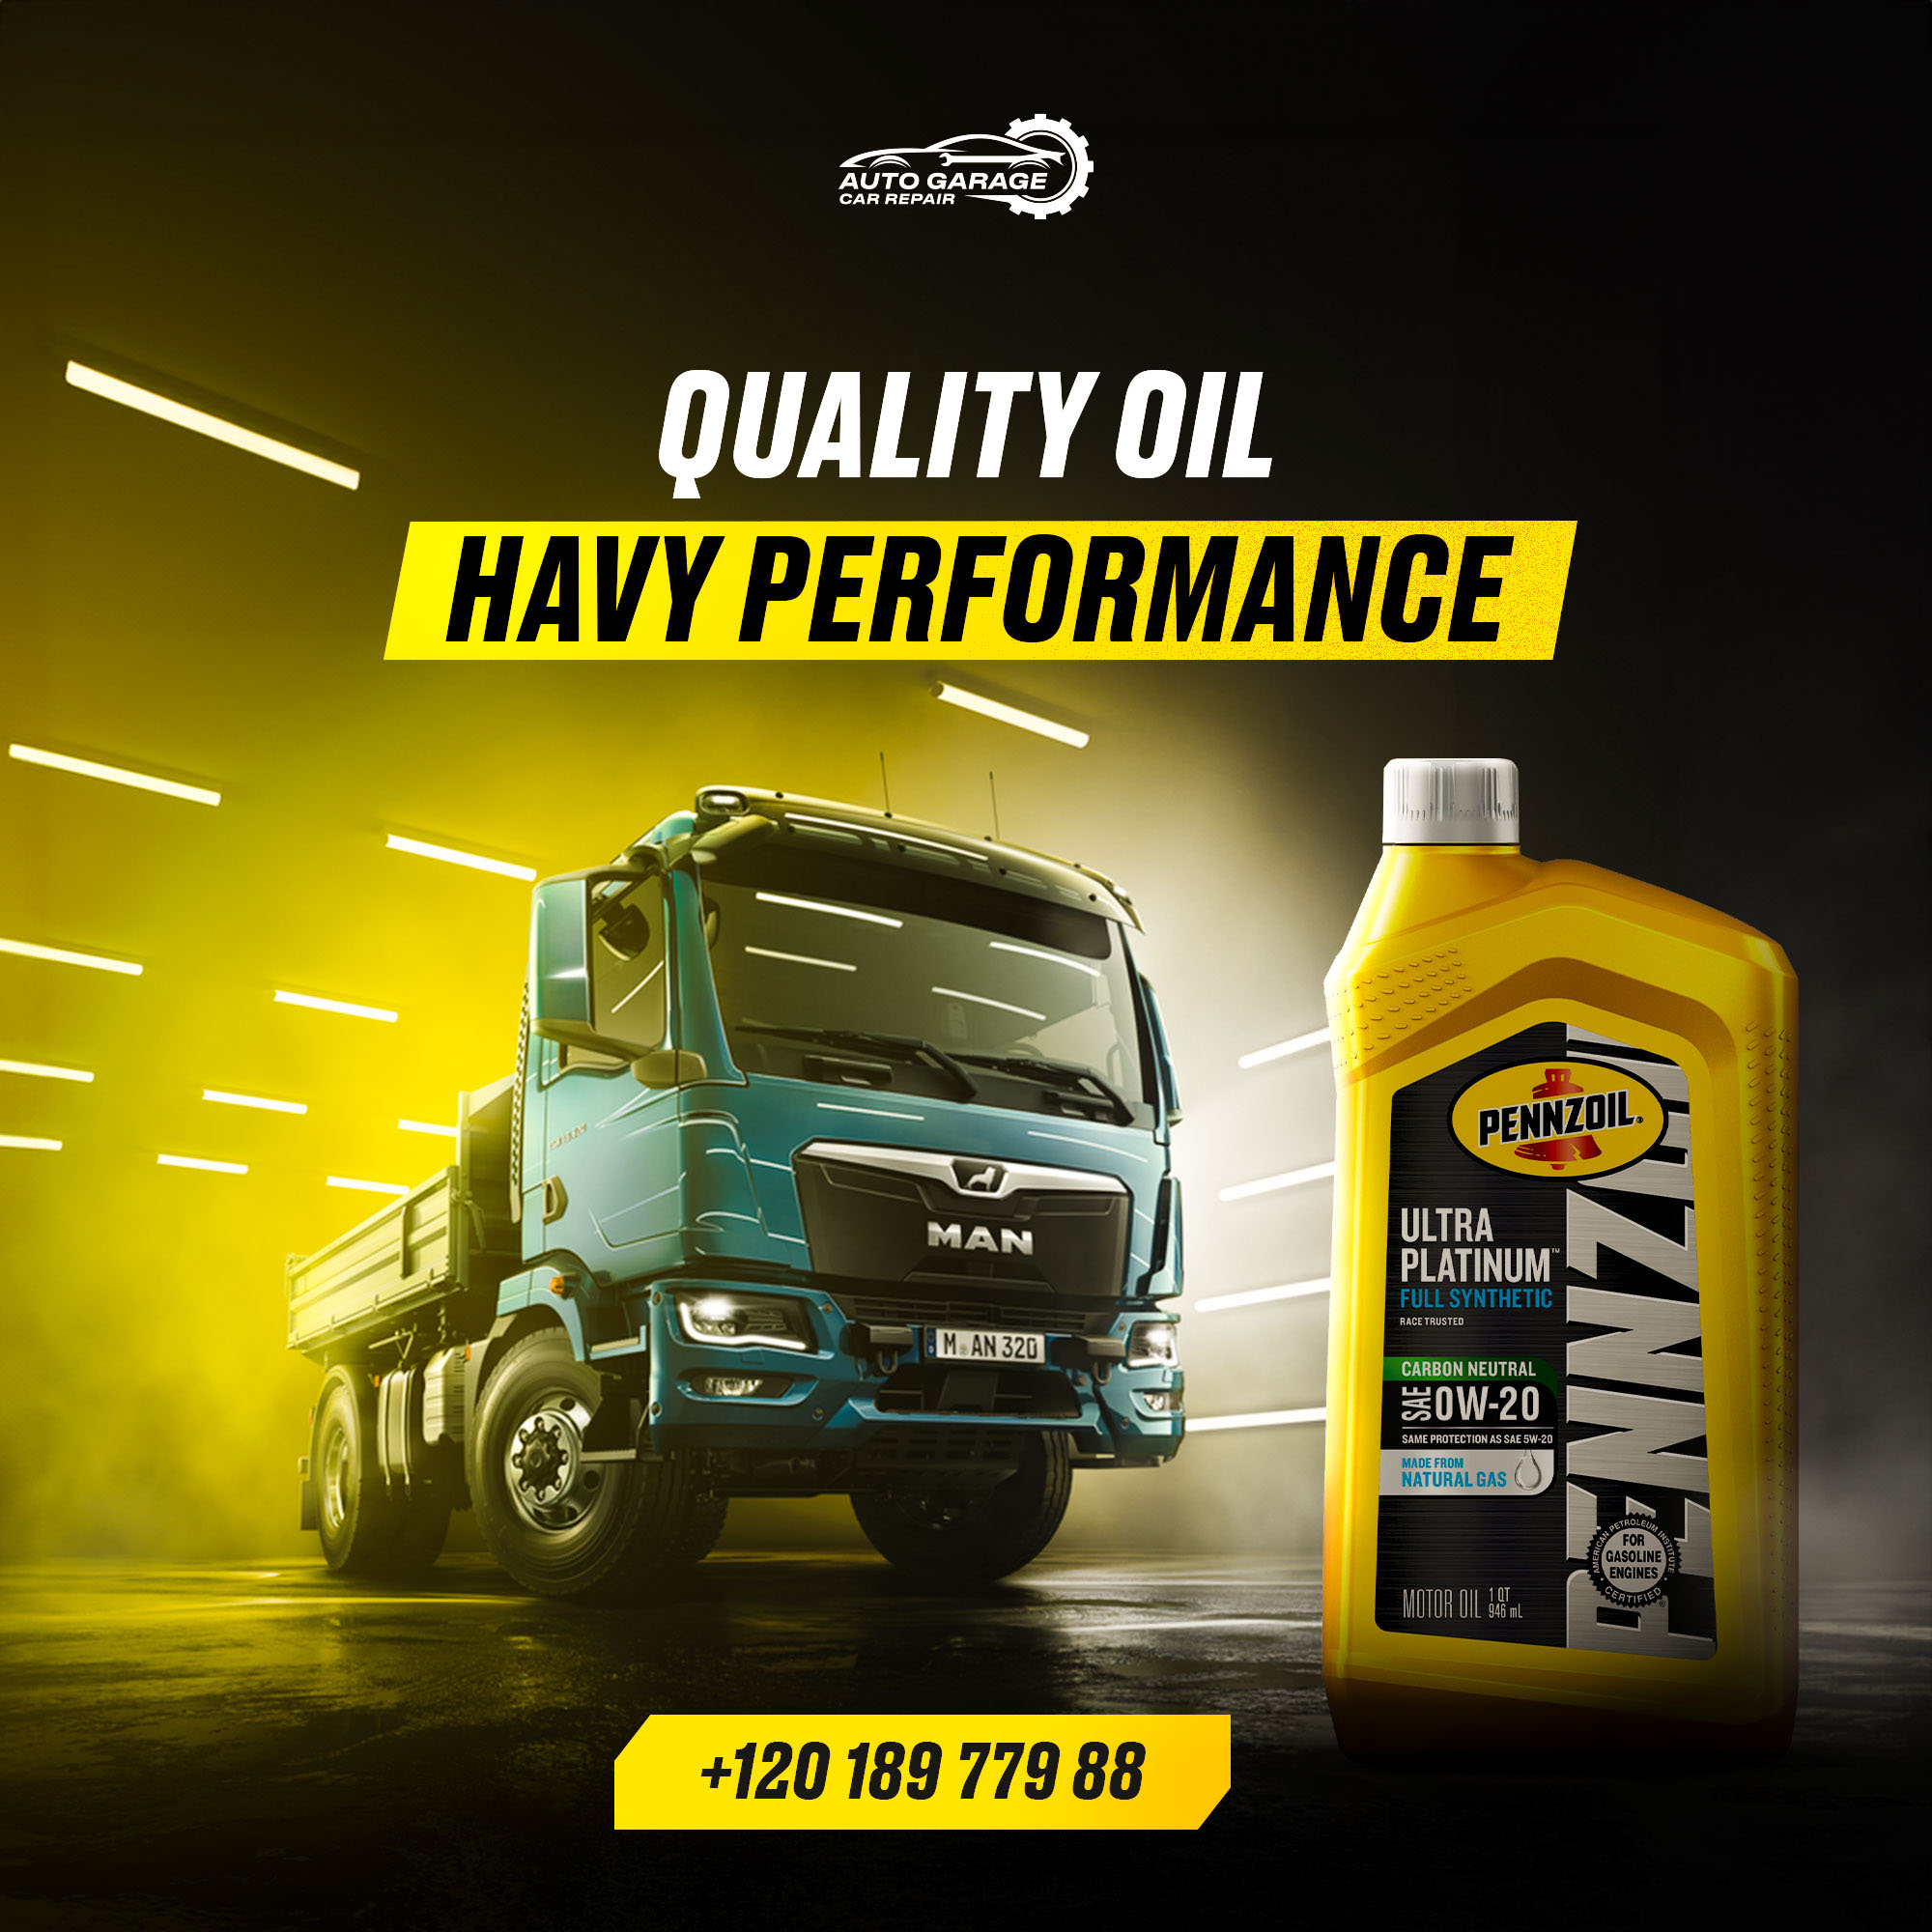 AUTO GARAGE
CAR REPAIR
QUALITY OIL
HAVY PERFORMANCE
MAN
M AN 320
PENNZOIL
PENNZOIL
ULTRA
PLATINUM™
FULL SYNTHETIC
RACE TRUSTED
CARBON NEUTRAL
SAE 0W-20
SAME PROTECTION AS SAE 5W-20
MADE FROM
NATURAL GAS
AMERICAN PETROLEUM INSTITUTE
FOR
GASOLINE
ENGINES
CERTIFIED
MOTOR OIL 1 QT
946 mL
+120 189 779 88